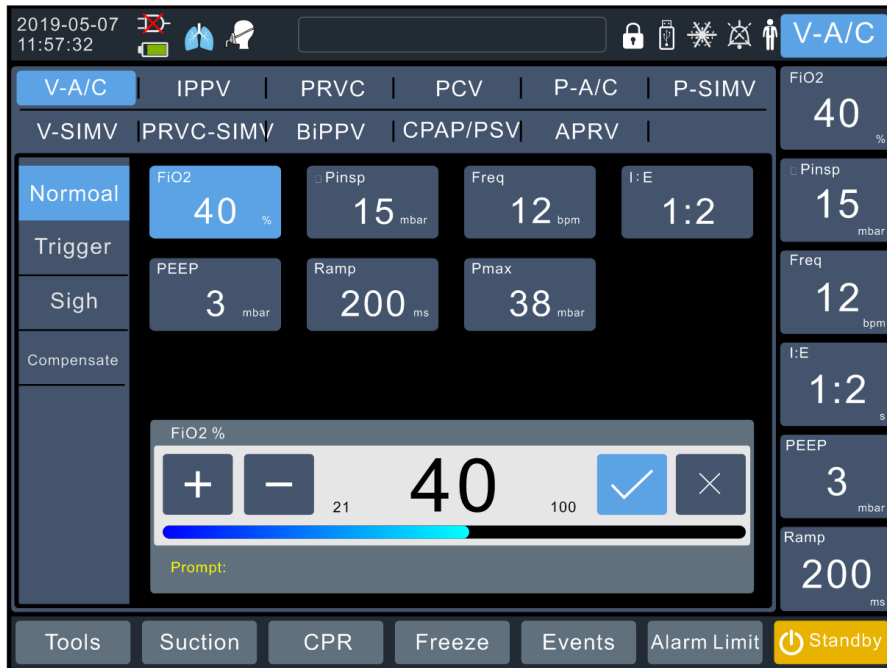 2019-05-07
11:57:32
V-A/C
V-A/C IPPV PRVC PCV P-A/C P-SIMV
V-SIMV PRVC-SIMV BiPPV CPAP/PSV APRV
Normoal
Trigger
Sigh
Compensate
FiO2
40 %
Pinsp
15 mbar
Freq
12 bpm
I:E
1:2
PEEP
3 mbar
Ramp
200 ms
Pmax
38 mbar
FiO2 %
+ − 21 40 100
Prompt:
FiO2
40 %
Pinsp
15
mbar
Freq
12
bpm
I:E
1:2
s
PEEP
3
mbar
Ramp
200
ms
Tools Suction CPR Freeze Events Alarm Limit Standby